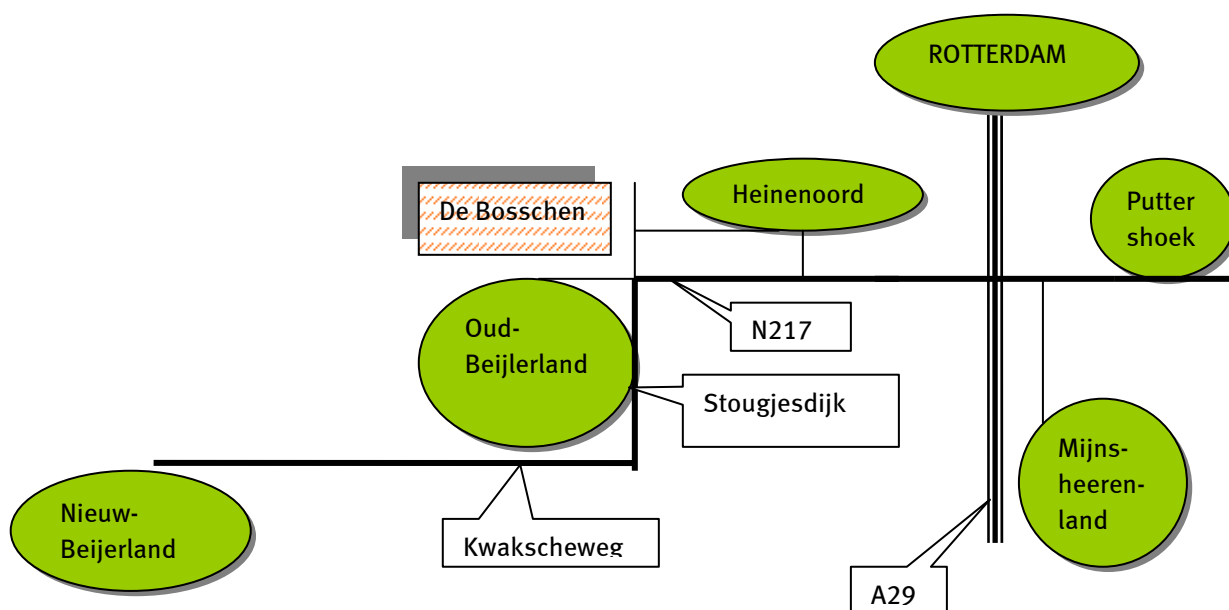 ROTTERDAM
De Bosschen
Heinenoord
Putter
shoek
N217
Oud-
Beijlerland
Stougjesdijk
Mijns-
heeren-
land
Nieuw-
Beijerland
Kwakscheweg
A29